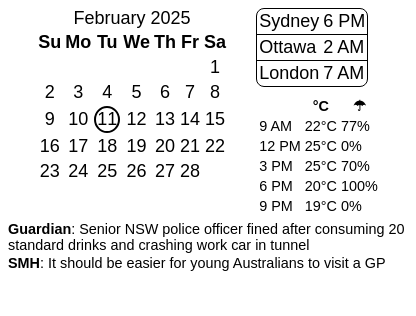 February 2025
Su Mo Tu We Th Fr Sa
1
2 3 4 5 6 7 8
9 10 11 12 13 14 15
16 17 18 19 20 21 22
23 24 25 26 27 28
Sydney 6 PM
Ottawa 2 AM
London 7 AM
°C ☂
9 AM 22°C 77%
12 PM 25°C 0%
3 PM 25°C 70%
6 PM 20°C 100%
9 PM 19°C 0%
Guardian: Senior NSW police officer fined after consuming 20
standard drinks and crashing work car in tunnel
SMH: It should be easier for young Australians to visit a GP